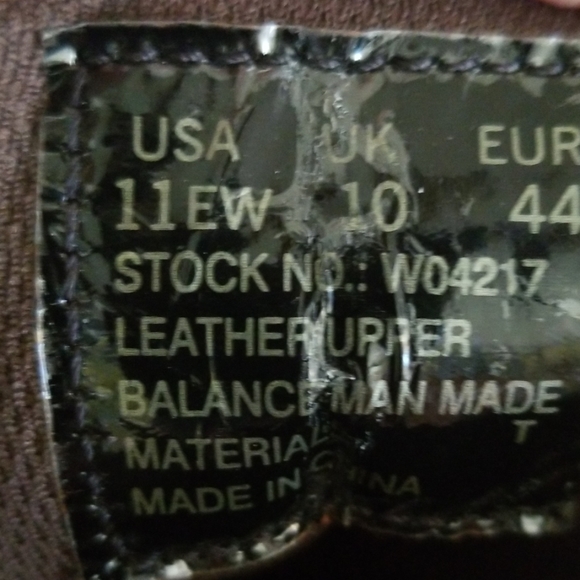 USA UK EUR
11EW 10 44
STOCK NO.: W04217
LEATHER UPPER
BALANCE MAN MADE
T
MATERIAL
MADE IN CHINA